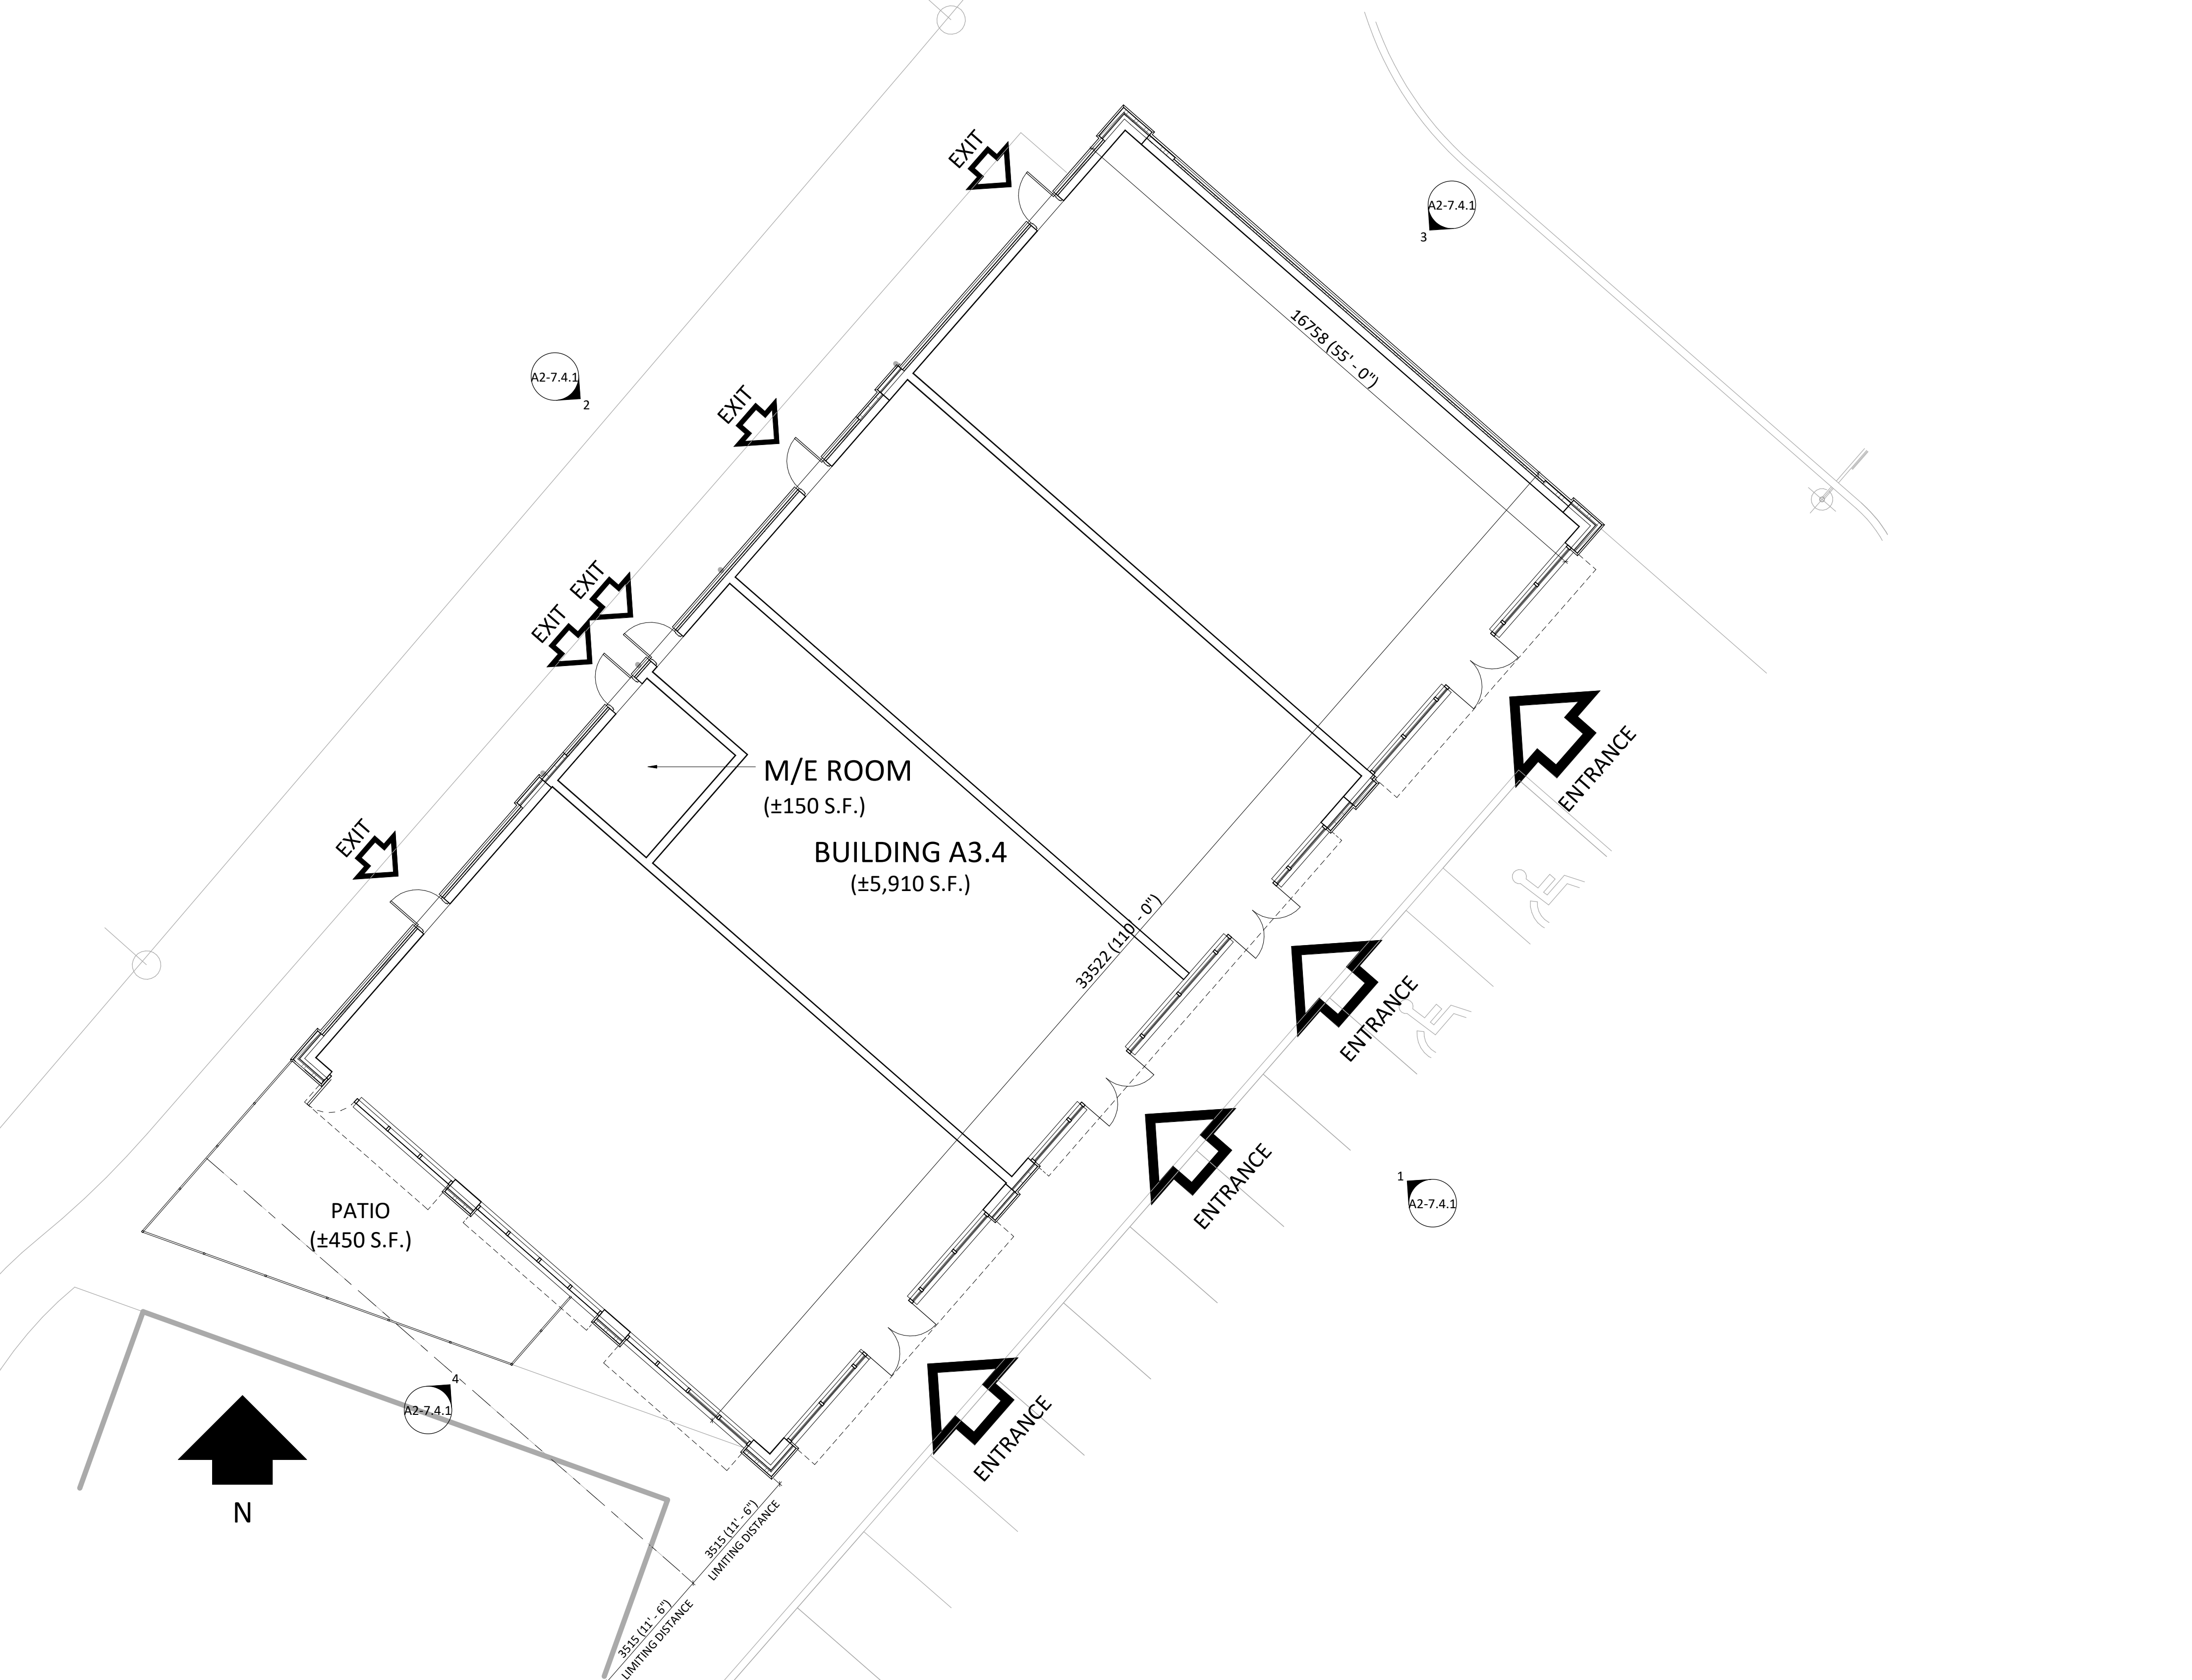 EXIT
A2-7.4.1
3
16758 (55' - 0")
A2-7.4.1
2
EXIT
EXIT
EXIT
ENTRANCE
M/E ROOM
(±150 S.F.)
BUILDING A3.4
(±5,910 S.F.)
EXIT
33522 (110' - 0")
ENTRANCE
ENTRANCE
1
A2-7.4.1
PATIO
(±450 S.F.)
4
A2-7.4.1
ENTRANCE
N
3515 (11' - 6")
LIMITING DISTANCE
3515 (11' - 6")
LIMITING DISTANCE